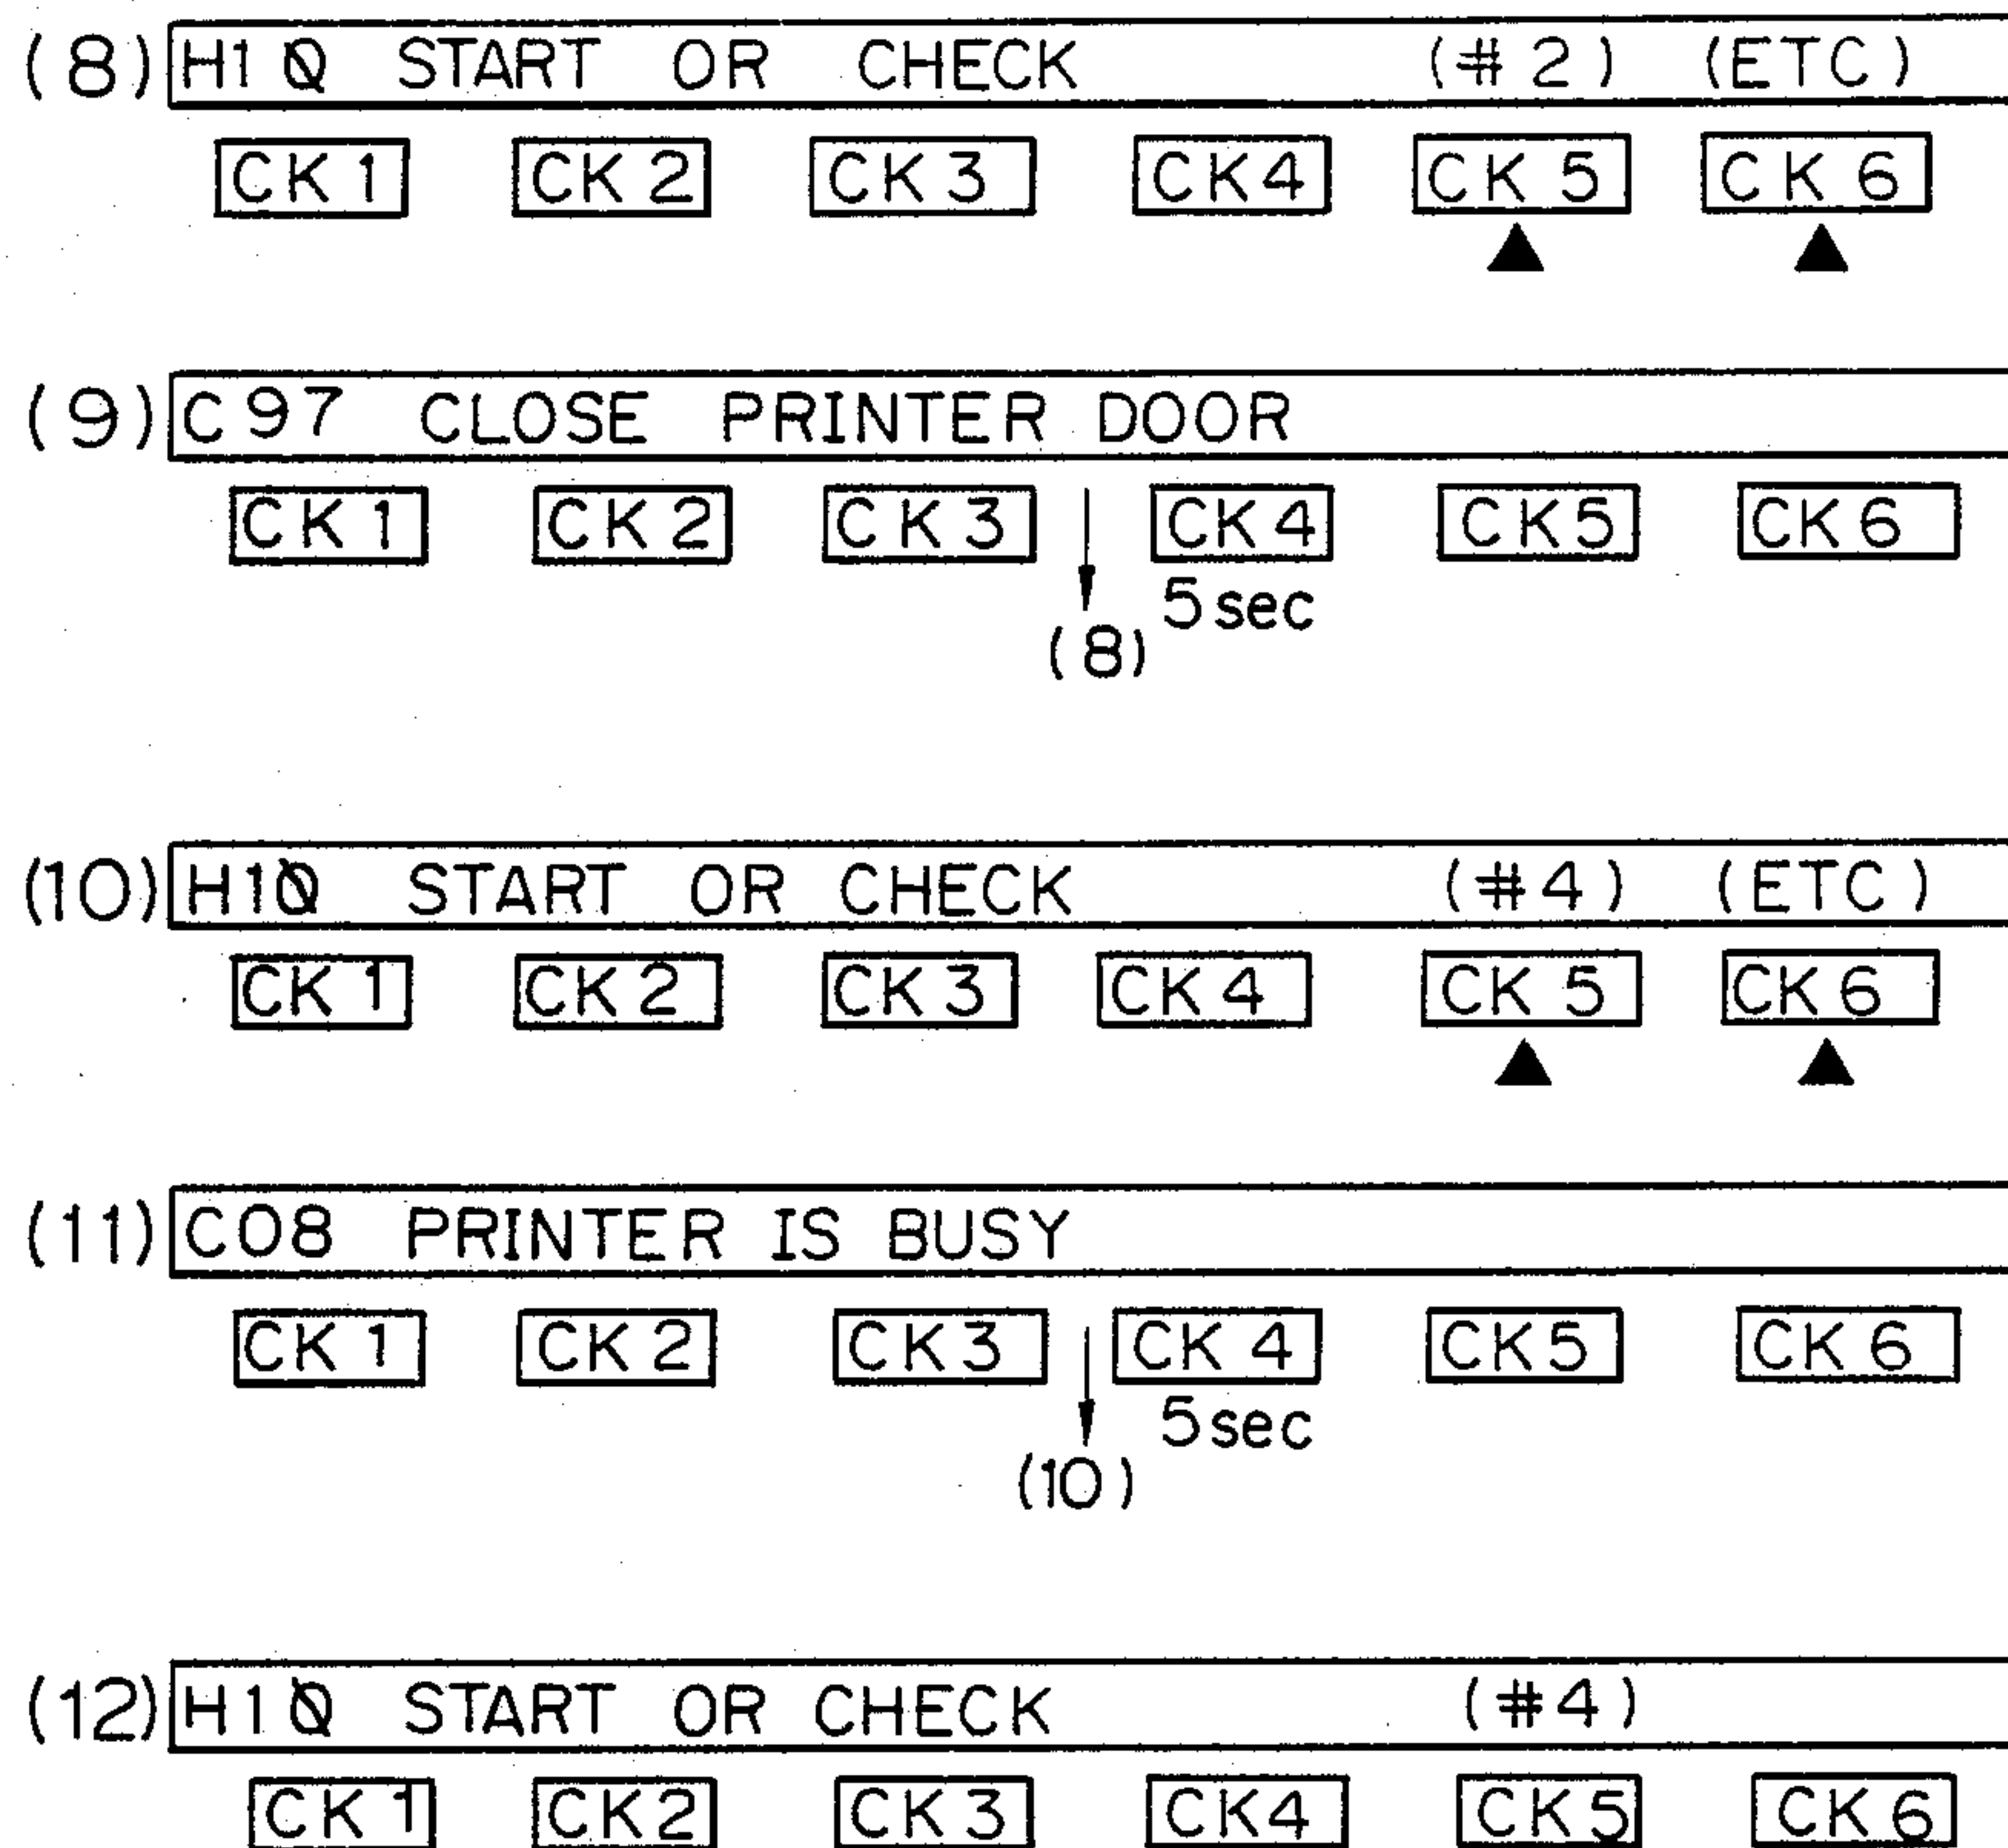 (8) H10 START OR CHECK (#2) (ETC)
CK1 CK2 CK3 CK4 CK5 CK6
(9) C97 CLOSE PRINTER DOOR
CK1 CK2 CK3 CK4 CK5 CK6
5sec
(8)
(10) H10 START OR CHECK (#4) (ETC)
CK1 CK2 CK3 CK4 CK5 CK6
(11) C08 PRINTER IS BUSY
CK1 CK2 CK3 CK4 CK5 CK6
5sec
(10)
(12) H10 START OR CHECK (#4)
CK1 CK2 CK3 CK4 CK5 CK6